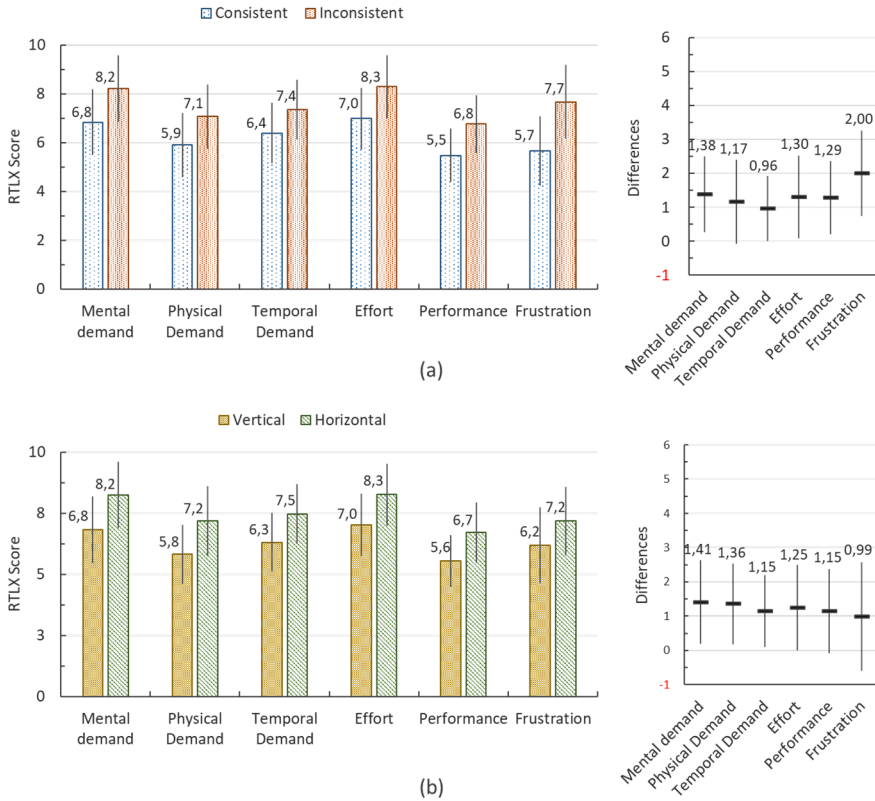 Consistent Inconsistent
RTLX Score
10
8
6
4
2
0
6,8 8,2 5,9 7,1 6,4 7,4 7,0 8,3 5,5 6,8 5,7 7,7
Mental demand Physical Demand Temporal Demand Effort Performance Frustration
Differences
6
5
4
3
2
1
0
-1
1,38 1,17 0,96 1,30 1,29 2,00
Mental demand Physical Demand Temporal Demand Effort Performance Frustration
(a)
Vertical Horizontal
RTLX Score
10
8
5
3
0
6,8 8,2 5,8 7,2 6,3 7,5 7,0 8,3 5,6 6,7 6,2 7,2
Mental demand Physical Demand Temporal Demand Effort Performance Frustration
Differences
6
5
4
3
2
1
0
-1
1,41 1,36 1,15 1,25 1,15 0,99
Mental demand Physical Demand Temporal Demand Effort Performance Frustration
(b)